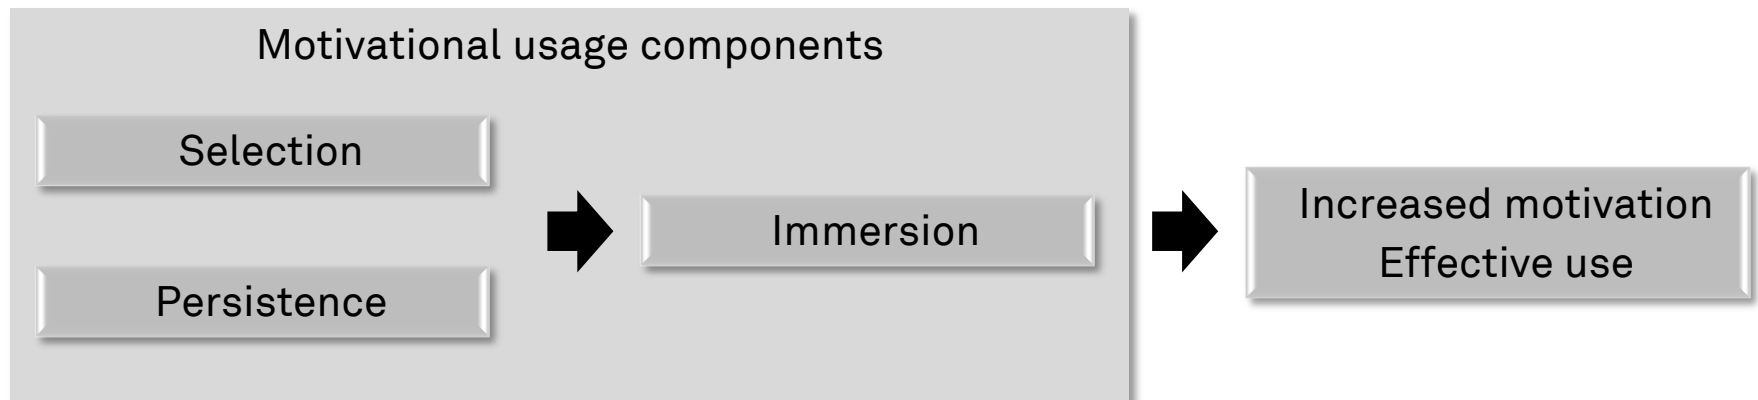 Motivational usage components
Selection
Persistence
Immersion
Increased motivation
Effective use